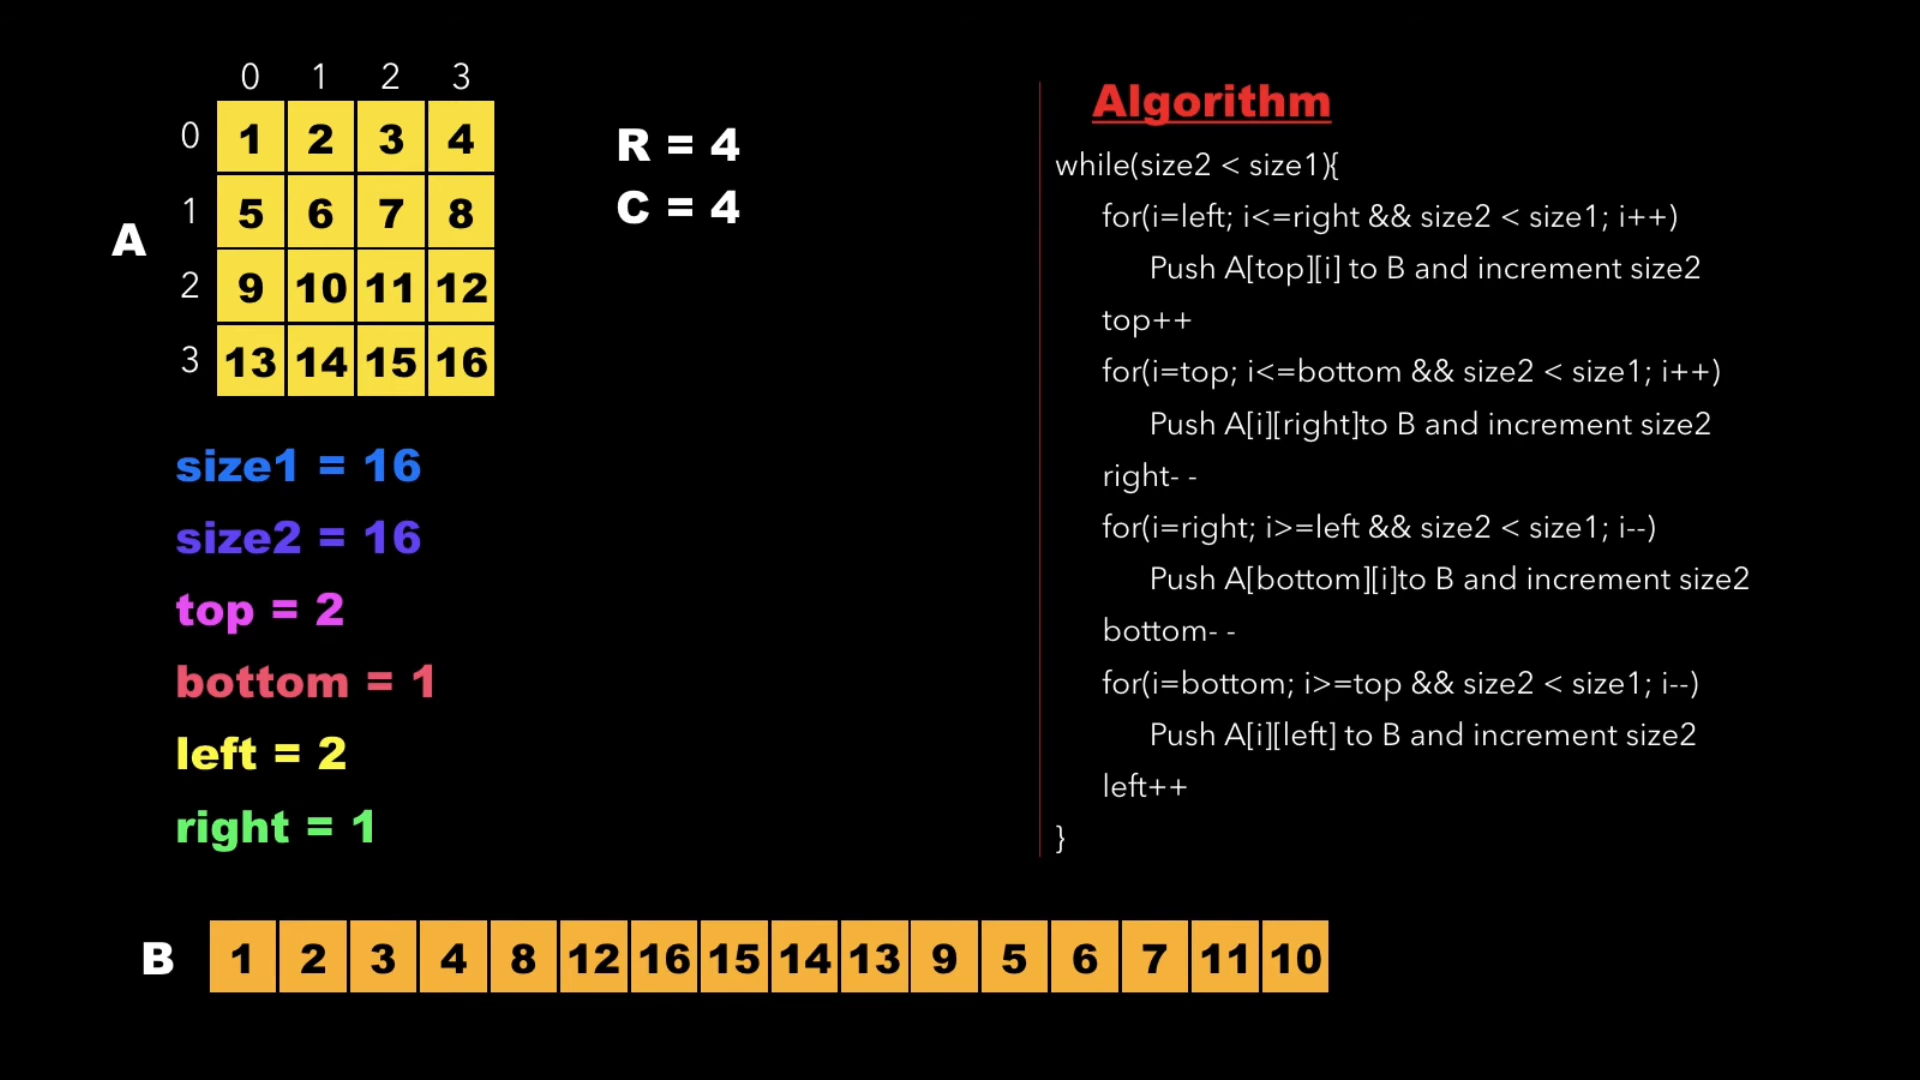 0 1 2 3
0 1 2 3 4
1 5 6 7 8
A
2 9 10 11 12
3 13 14 15 16
R = 4
C = 4
size1 = 16
size2 = 16
top = 2
bottom = 1
left = 2
right = 1
Algorithm
while(size2 < size1){
for(i=left; i<=right && size2 < size1; i++)
Push A[top][i] to B and increment size2
top++
for(i=top; i<=bottom && size2 < size1; i++)
Push A[i][right]to B and increment size2
right- -
for(i=right; i>=left && size2 < size1; i--)
Push A[bottom][i]to B and increment size2
bottom- -
for(i=bottom; i>=top && size2 < size1; i--)
Push A[i][left] to B and increment size2
left++
}
B 1 2 3 4 8 12 16 15 14 13 9 5 6 7 11 10